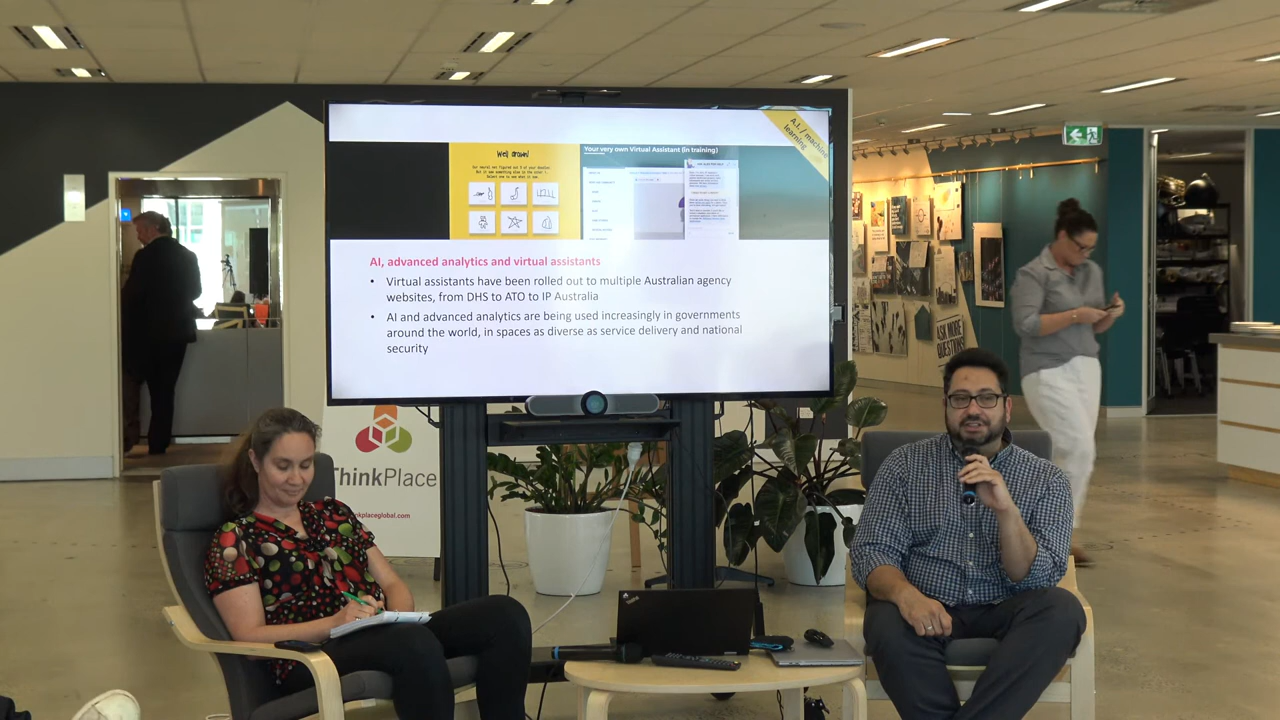 A.I. / machine
learning
Well drawn!
Your very own Virtual Assistant (in training)
AI, advanced analytics and virtual assistants
• Virtual assistants have been rolled out to multiple Australian agency
websites, from DHS to ATO to IP Australia
• AI and advanced analytics are being used increasingly in governments
around the world, in spaces as diverse as service delivery and national
security
ASK MORE
QUESTIONS!
ThinkPlace
nkplaceglobal.com